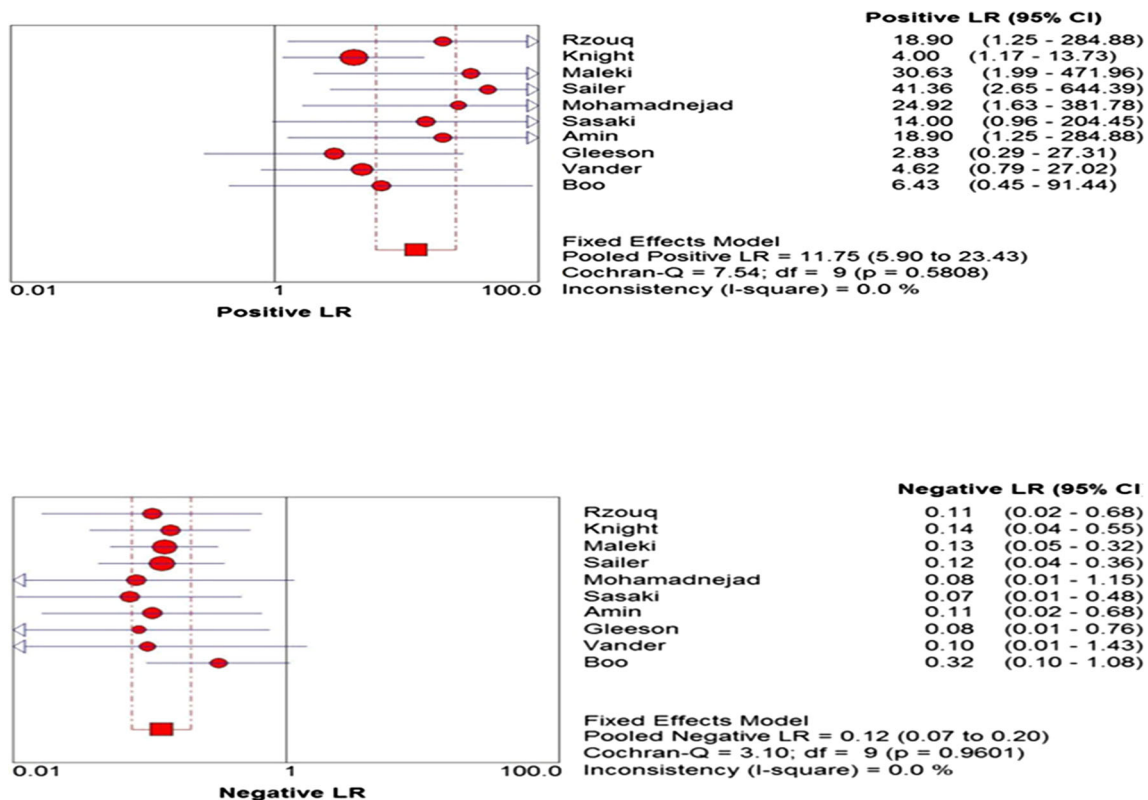 Positive LR (95% CI)
Rzouq 18.90 (1.25 - 284.88)
Knight 4.00 (1.17 - 13.73)
Maleki 30.63 (1.99 - 471.96)
Sailer 41.36 (2.65 - 644.39)
Mohamadnejad 24.92 (1.63 - 381.78)
Sasaki 14.00 (0.96 - 204.45)
Amin 18.90 (1.25 - 284.88)
Gleeson 2.83 (0.29 - 27.31)
Vander 4.62 (0.79 - 27.02)
Boo 6.43 (0.45 - 91.44)
Fixed Effects Model
Pooled Positive LR = 11.75 (5.90 to 23.43)
Cochran-Q = 7.54; df = 9 (p = 0.5808)
Inconsistency (I-square) = 0.0 %
0.01 1 100.0
Positive LR
Negative LR (95% CI
Rzouq 0.11 (0.02 - 0.68)
Knight 0.14 (0.04 - 0.55)
Maleki 0.13 (0.05 - 0.32)
Sailer 0.12 (0.04 - 0.36)
Mohamadnejad 0.08 (0.01 - 1.15)
Sasaki 0.07 (0.01 - 0.48)
Amin 0.11 (0.02 - 0.68)
Gleeson 0.08 (0.01 - 0.76)
Vander 0.10 (0.01 - 1.43)
Boo 0.32 (0.10 - 1.08)
Fixed Effects Model
Pooled Negative LR = 0.12 (0.07 to 0.20)
Cochran-Q = 3.10; df = 9 (p = 0.9601)
Inconsistency (I-square) = 0.0 %
0.01 1 100.0
Negative LR